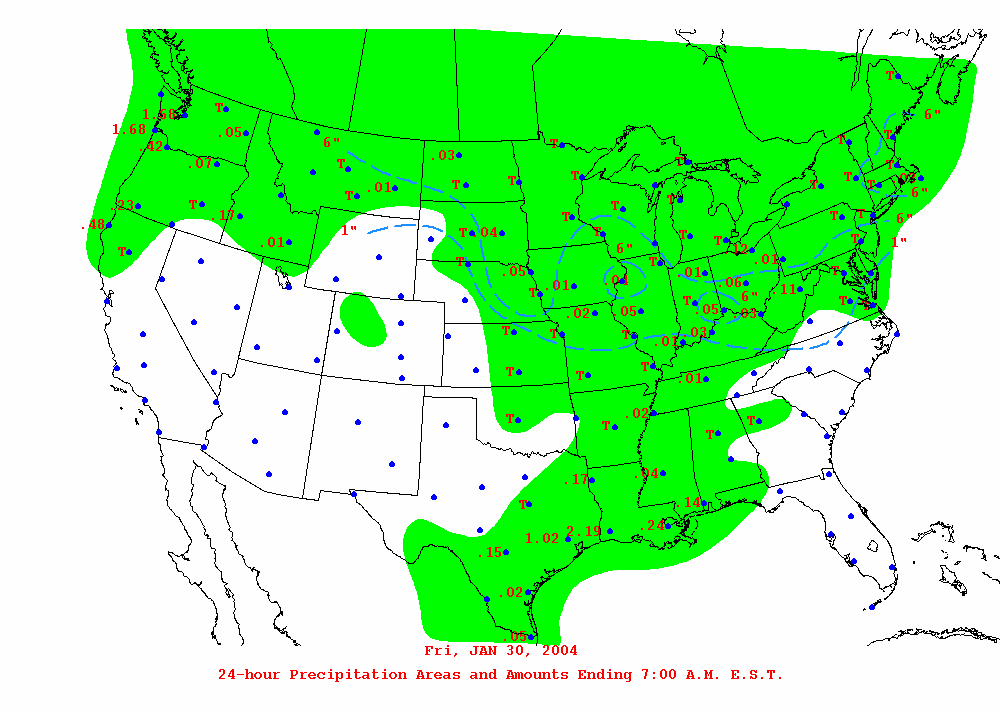 T
T
1.68
1.68
.05
6"
6"
T
.42
.03
T
T
T
.07
T
T
.01
T
T
T
T
T
T
T
.02
6"
.23
T
.17
T
T
T
6"
.48
1"
T
.04
T
T
T
1"
T
.01
6"
.12
T
.01
T
T
.05
.01
T
.01
.04
.06
.11
T
6"
T
.05
T
.02
.05
.03
T
T
T
.01
.03
T
T
T
.01
T
T
.02
T
T
.17
.04
T
.14
.24
2.19
1.02
.15
.02
.05
Fri, JAN 30, 2004
24-hour Precipitation Areas and Amounts Ending 7:00 A.M. E.S.T.